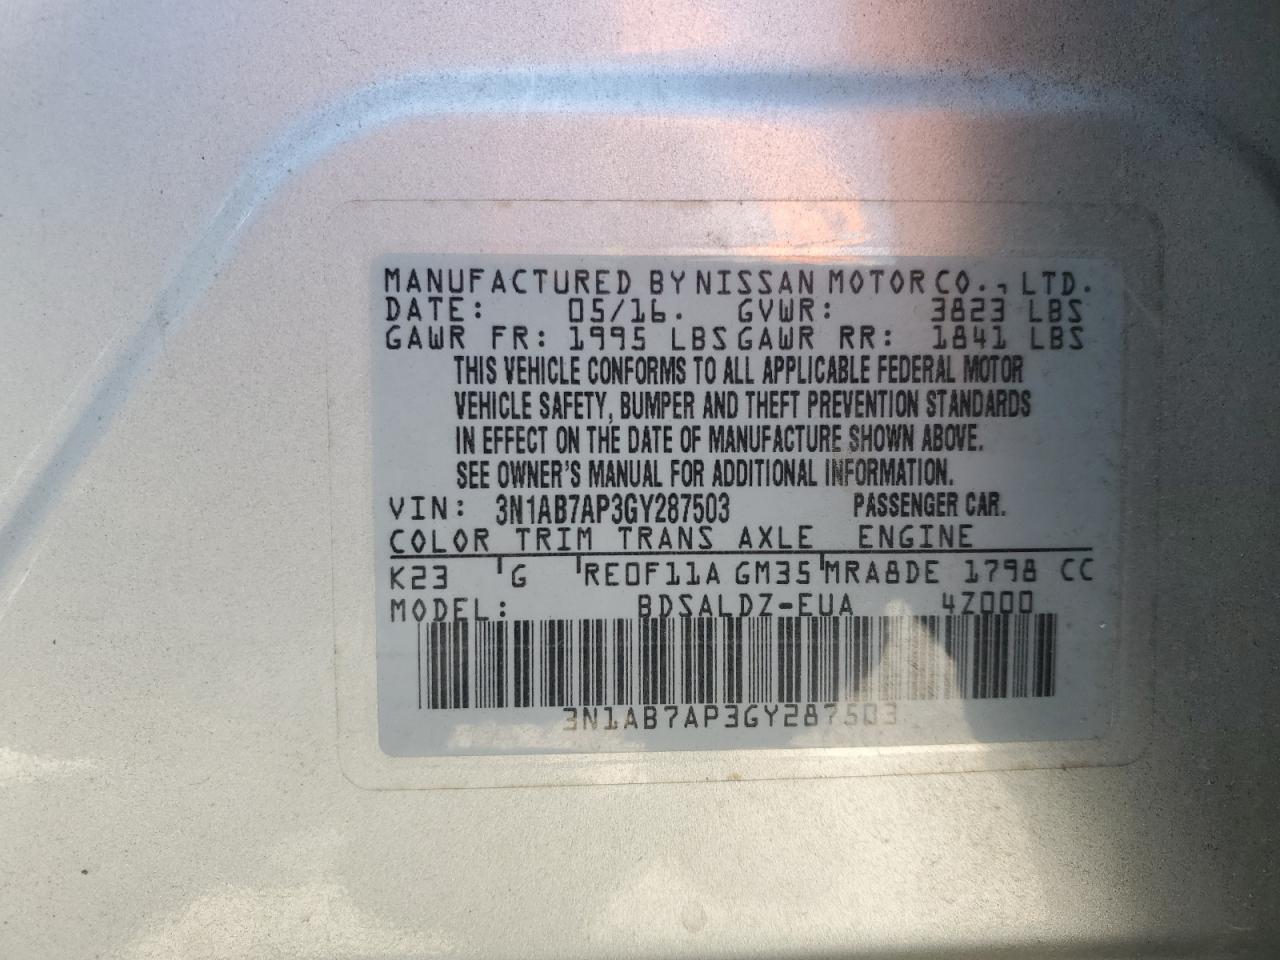 MANUFACTURED BY NISSAN MOTOR CO., LTD.
DATE: 05/16. GVWR: 3823 LBS
GAWR FR: 1995 LBS GAWR RR: 1841 LBS
THIS VEHICLE CONFORMS TO ALL APPLICABLE FEDERAL MOTOR
VEHICLE SAFETY, BUMPER AND THEFT PREVENTION STANDARDS
IN EFFECT ON THE DATE OF MANUFACTURE SHOWN ABOVE.
SEE OWNER'S MANUAL FOR ADDITIONAL INFORMATION.
VIN: 3N1AB7AP3GY287503 PASSENGER CAR.
COLOR TRIM TRANS AXLE ENGINE
K23 G RE0F11A GM35 MRA8DE 1798 CC
MODEL: BDSALDZ-EUA 4Z000
3N1AB7AP3GY287503